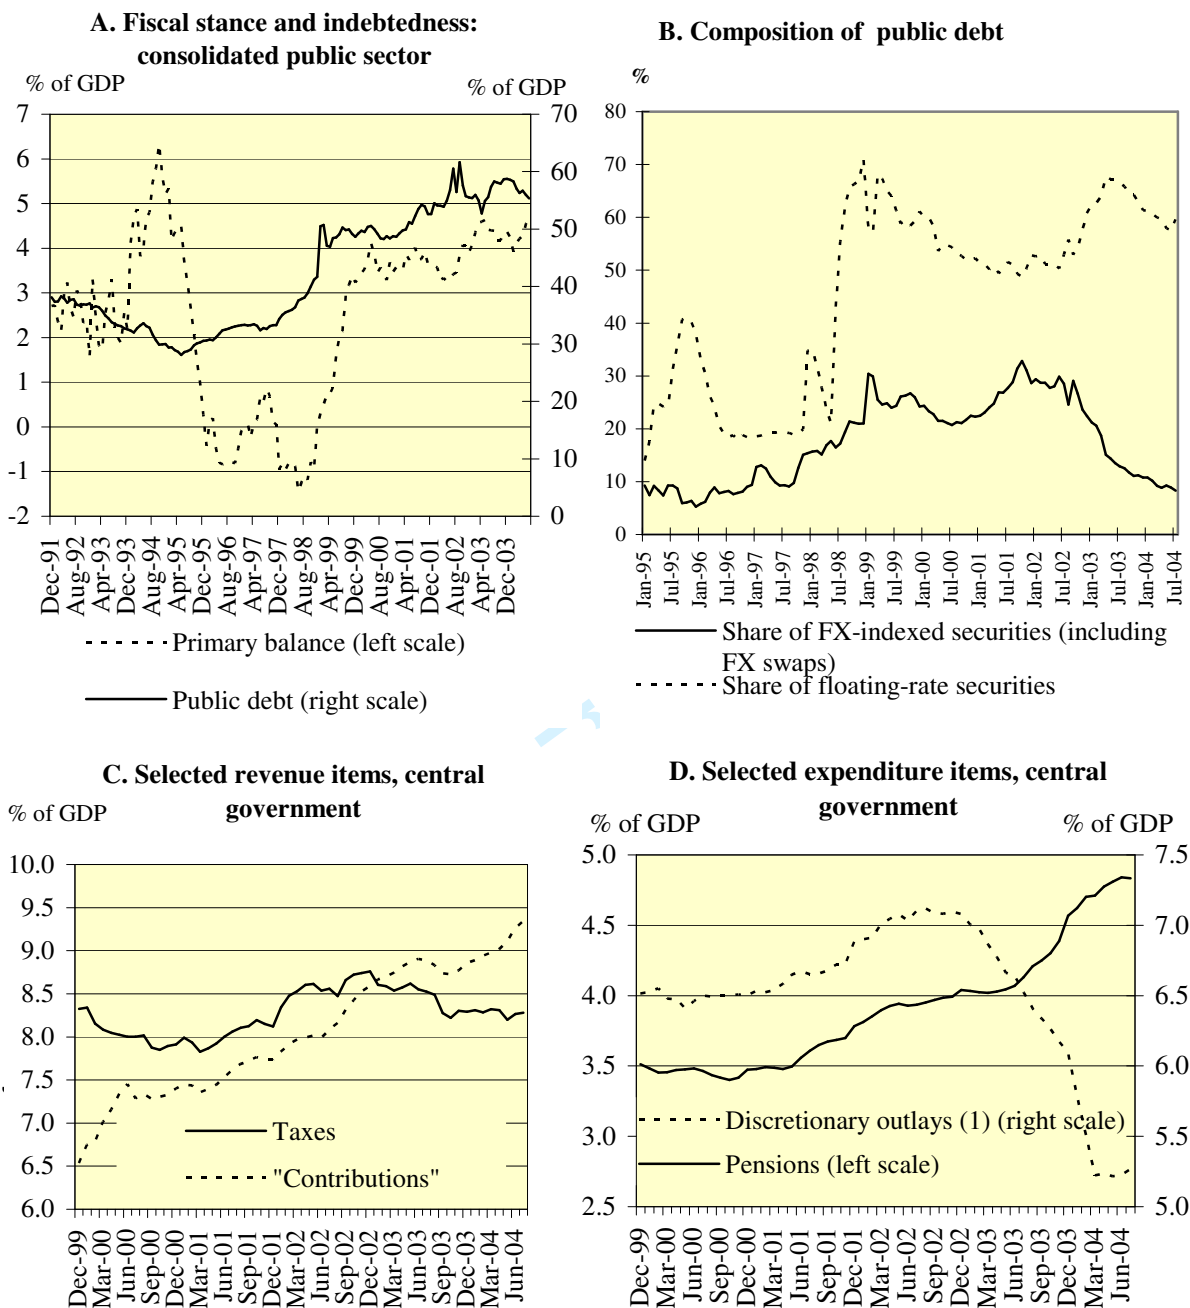 A. Fiscal stance and indebtedness:
consolidated public sector
% of GDP
% of GDP
7
6
5
4
3
2
1
0
-1
-2
70
60
50
40
30
20
10
0
Dec-91
Aug-92
Apr-93
Dec-93
Aug-94
Apr-95
Dec-95
Aug-96
Apr-97
Dec-97
Aug-98
Apr-99
Dec-99
Aug-00
Apr-01
Dec-01
Aug-02
Apr-03
Dec-03
Primary balance (left scale)
Public debt (right scale)
B. Composition of public debt
%
80
70
60
50
40
30
20
10
0
Jan-95
Jul-95
Jan-96
Jul-96
Jan-97
Jul-97
Jan-98
Jul-98
Jan-99
Jul-99
Jan-00
Jul-00
Jan-01
Jul-01
Jan-02
Jul-02
Jan-03
Jul-03
Jan-04
Jul-04
Share of FX-indexed securities (including
FX swaps)
Share of floating-rate securities
C. Selected revenue items, central
government
% of GDP
10.0
9.5
9.0
8.5
8.0
7.5
7.0
6.5
6.0
Taxes
"Contributions"
Dec-99
Mar-00
Jun-00
Sep-00
Dec-00
Mar-01
Jun-01
Sep-01
Dec-01
Mar-02
Jun-02
Sep-02
Dec-02
Mar-03
Jun-03
Sep-03
Dec-03
Mar-04
Jun-04
D. Selected expenditure items, central
government
% of GDP
% of GDP
5.0
4.5
4.0
3.5
3.0
2.5
7.5
7.0
6.5
6.0
5.5
5.0
Discretionary outlays (1) (right scale)
Pensions (left scale)
Dec-99
Mar-00
Jun-00
Sep-00
Dec-00
Mar-01
Jun-01
Sep-01
Dec-01
Mar-02
Jun-02
Sep-02
Dec-02
Mar-03
Jun-03
Sep-03
Dec-03
Mar-04
Jun-04